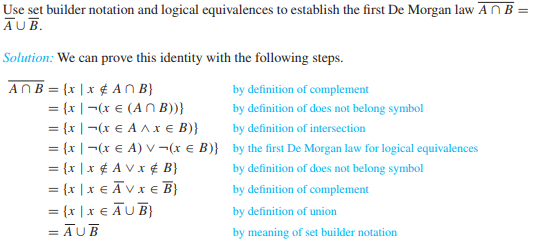 Use set builder notation and logical equivalences to establish the first De Morgan law A̅ ̅∩̅ ̅B̅ =
A̅ ∪ B̅.
Solution: We can prove this identity with the following steps.
A̅ ̅∩̅ ̅B̅ = {x | x ∉ A ∩ B} by definition of complement
= {x | ¬(x ∈ (A ∩ B))} by definition of does not belong symbol
= {x | ¬(x ∈ A ∧ x ∈ B)} by definition of intersection
= {x | ¬(x ∈ A) ∨ ¬(x ∈ B)} by the first De Morgan law for logical equivalences
= {x | x ∉ A ∨ x ∉ B} by definition of does not belong symbol
= {x | x ∈ A̅ ∨ x ∈ B̅} by definition of complement
= {x | x ∈ A̅ ∪ B̅} by definition of union
= A̅ ∪ B̅ by meaning of set builder notation